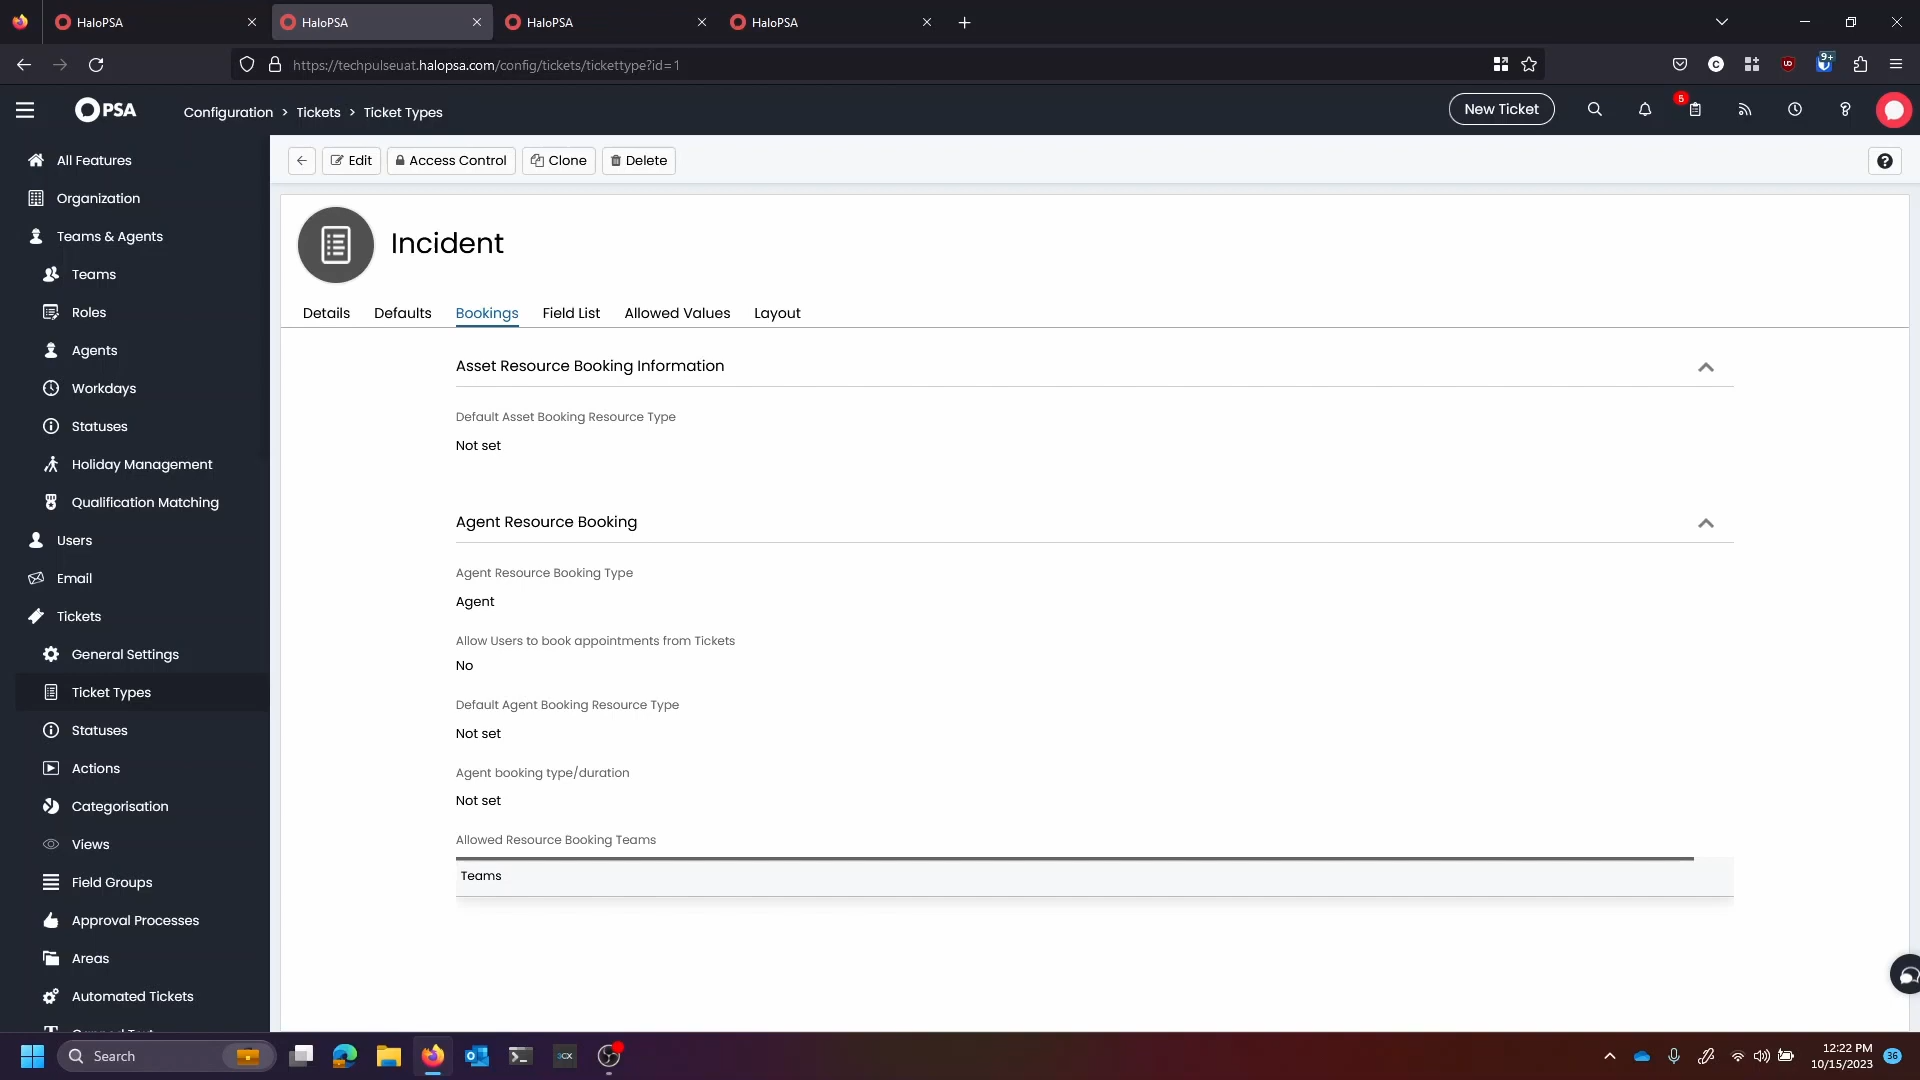 HaloPSA
HaloPSA
HaloPSA
HaloPSA
https://techpulseuat.halopsa.com/config/tickets/tickettype?id=1
9+
PSA
Configuration > Tickets > Ticket Types
New Ticket
5
All Features
Organization
Teams & Agents
Teams
Roles
Agents
Workdays
Statuses
Holiday Management
Qualification Matching
Users
Email
Tickets
General Settings
Ticket Types
Statuses
Actions
Categorisation
Views
Field Groups
Approval Processes
Areas
Automated Tickets
Edit
Access Control
Clone
Delete
Incident
Details
Defaults
Bookings
Field List
Allowed Values
Layout
Asset Resource Booking Information
Default Asset Booking Resource Type
Not set
Agent Resource Booking
Agent Resource Booking Type
Agent
Allow Users to book appointments from Tickets
No
Default Agent Booking Resource Type
Not set
Agent booking type/duration
Not set
Allowed Resource Booking Teams
Teams
Search
12:22 PM
10/15/2023
36